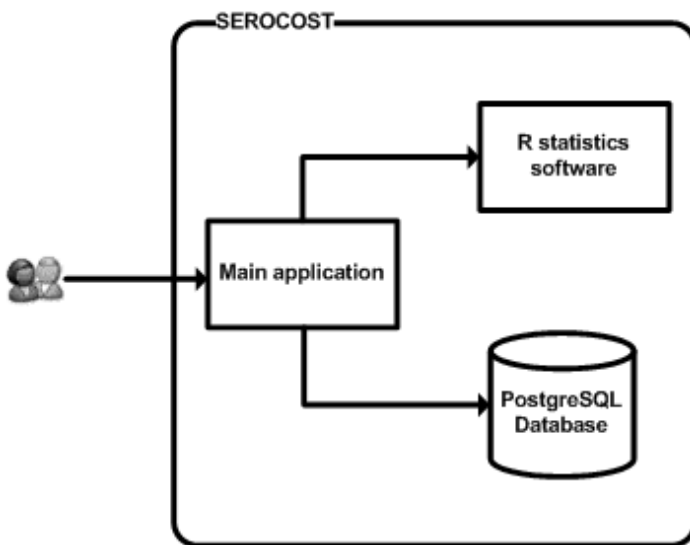 SEROCOST
R statistics
software
Main application
PostgreSQL
Database